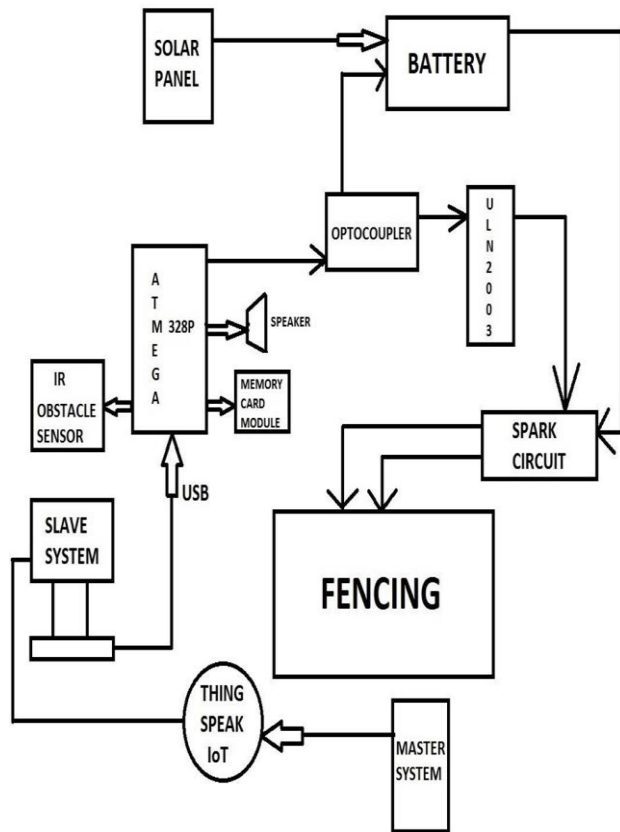 SOLAR
PANEL
BATTERY
OPTOCOUPLER
U
L
N
2
0
0
3
A
T
M
E
G
A
328P
SPEAKER
IR
OBSTACLE
SENSOR
MEMORY
CARD
MODULE
SPARK
CIRCUIT
USB
SLAVE
SYSTEM
FENCING
THING
SPEAK
IoT
MASTER
SYSTEM